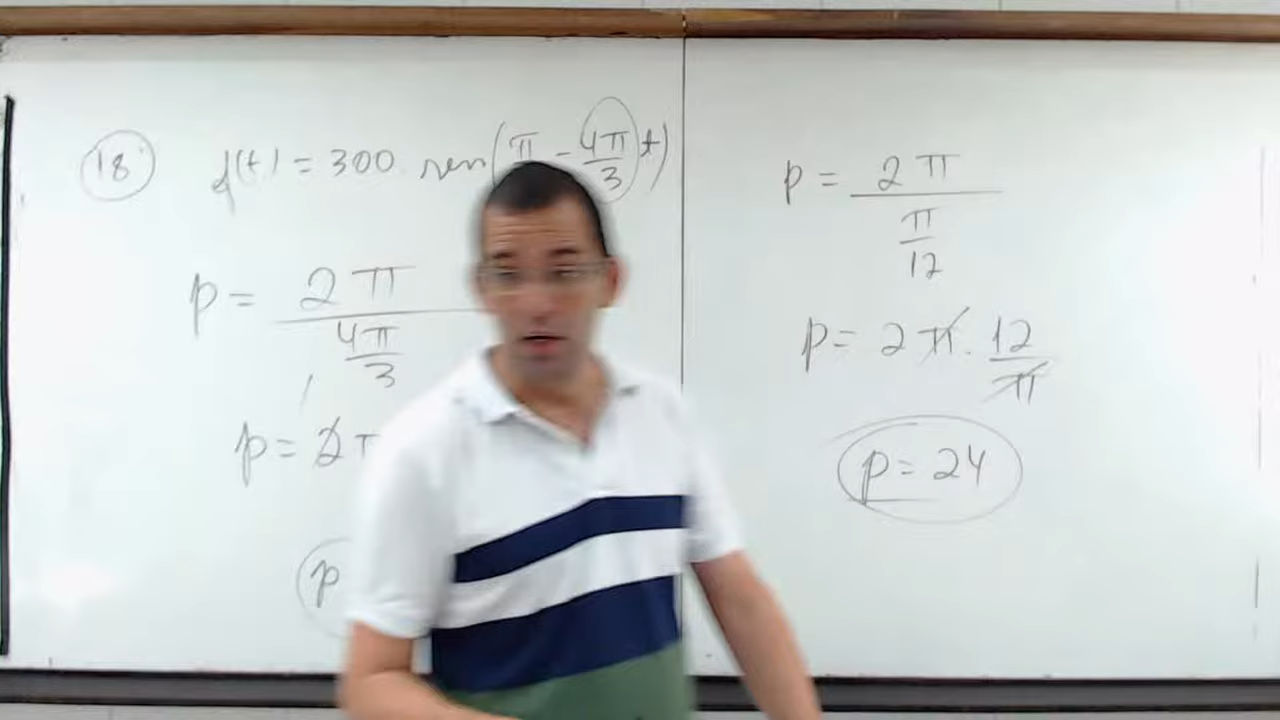 18 f(t) = 300 sen(π - 4π/3 t)
p = 2π / 4π/3
p = 2π
p
p = 2π / π/12
p = 2π . 12/π
p = 24